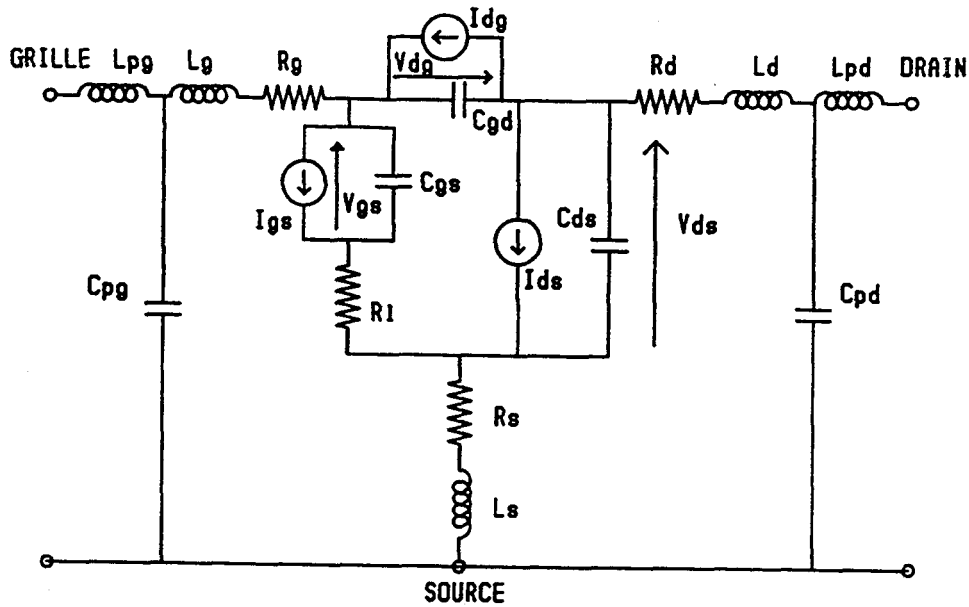 Idg
GRILLE Lpg Lg Rg Vdg Rd Ld Lpd DRAIN
Cgd
Igs Vgs Cgs
Cds Vds
Ids
Cpg Ri Cpd
Rs
Ls
SOURCE